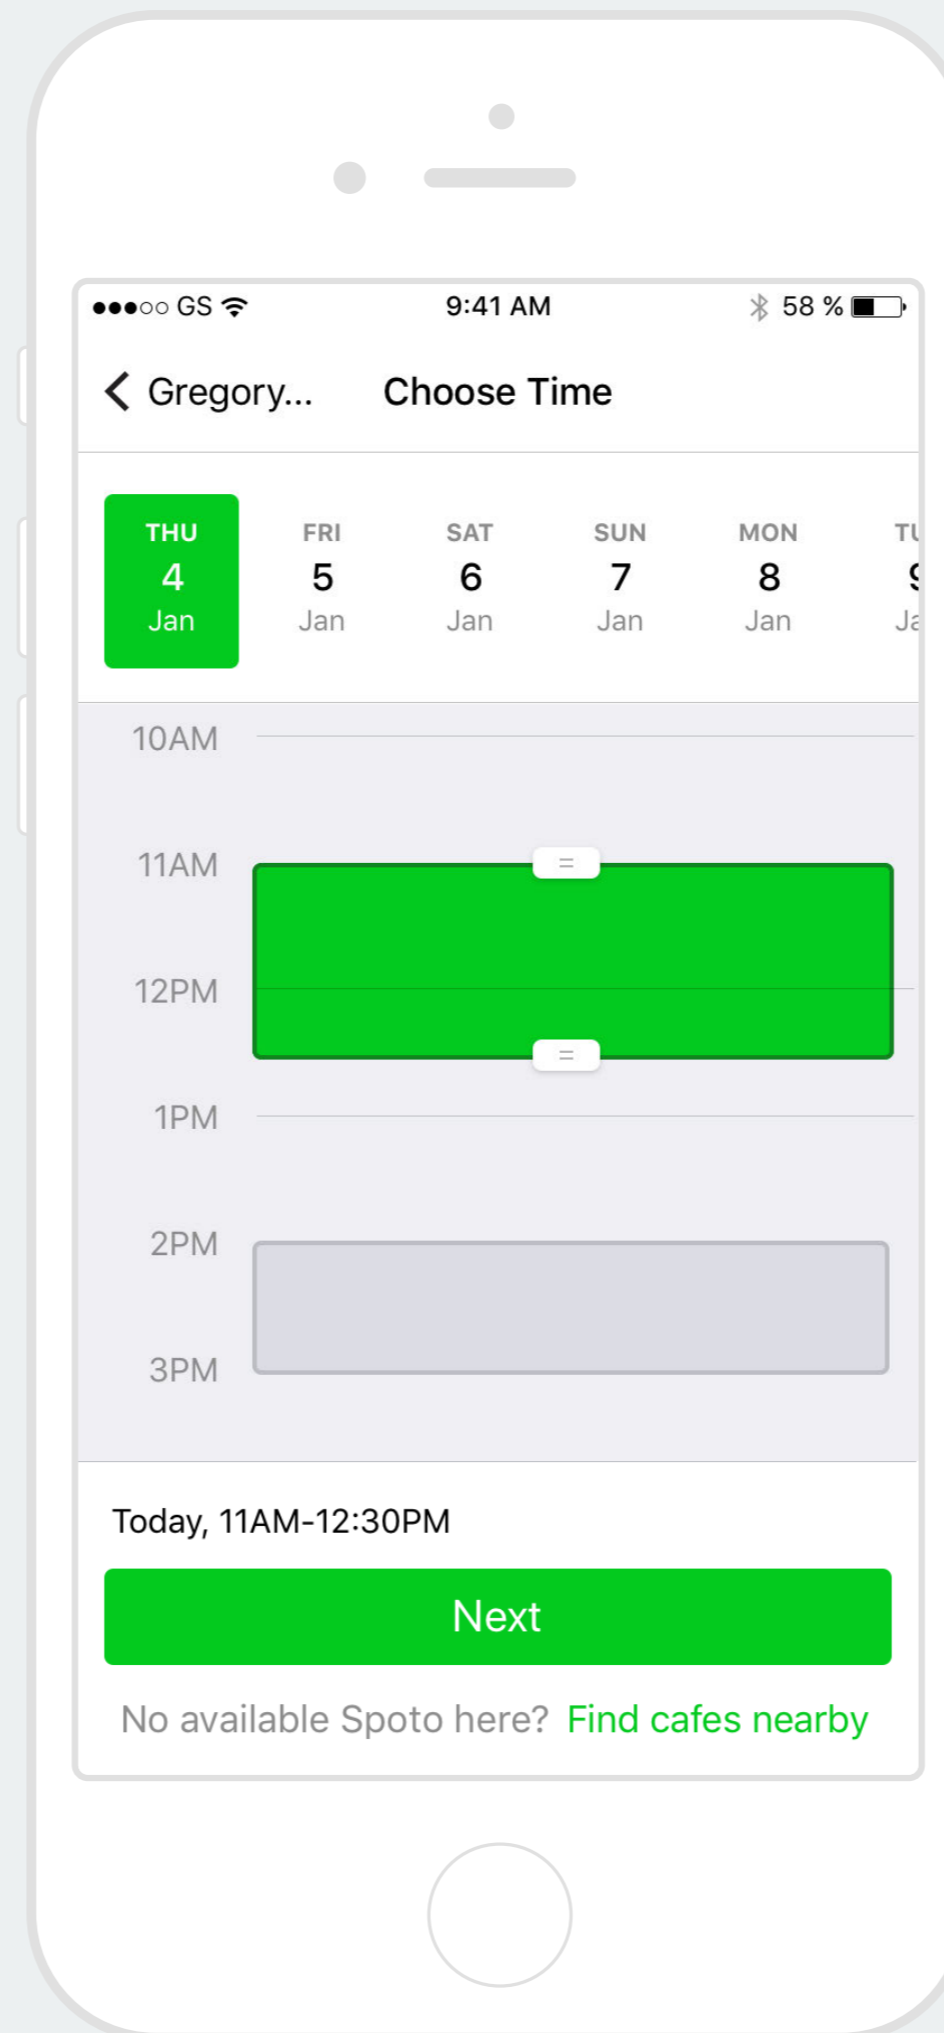 GS 9:41 AM 58 %
Gregory... Choose Time
THU FRI SAT SUN MON
4 5 6 7 8
Jan Jan Jan Jan Jan
10AM
11AM
=
12PM
=
1PM
2PM
3PM
Today, 11AM-12:30PM
Next
No available Spoto here? Find cafes nearby